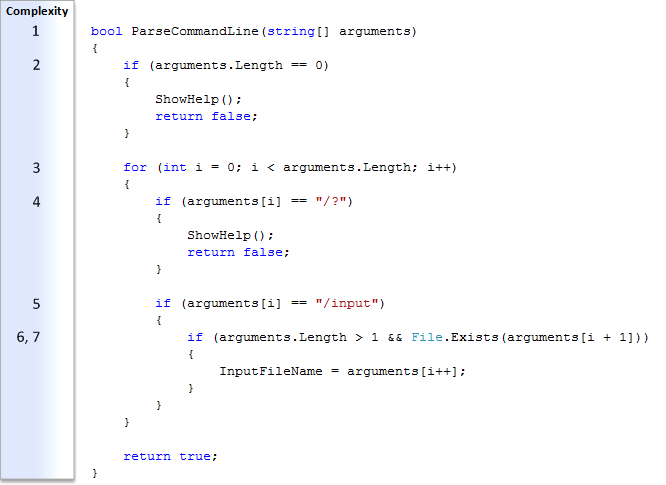 Complexity
1 bool ParseCommandLine(string[] arguments)
{
2 if (arguments.Length == 0)
{
ShowHelp();
return false;
}
3 for (int i = 0; i < arguments.Length; i++)
{
4 if (arguments[i] == "/?")
{
ShowHelp();
return false;
}
5 if (arguments[i] == "/input")
{
6, 7 if (arguments.Length > 1 && File.Exists(arguments[i + 1]))
{
InputFileName = arguments[i++];
}
}
}
return true;
}